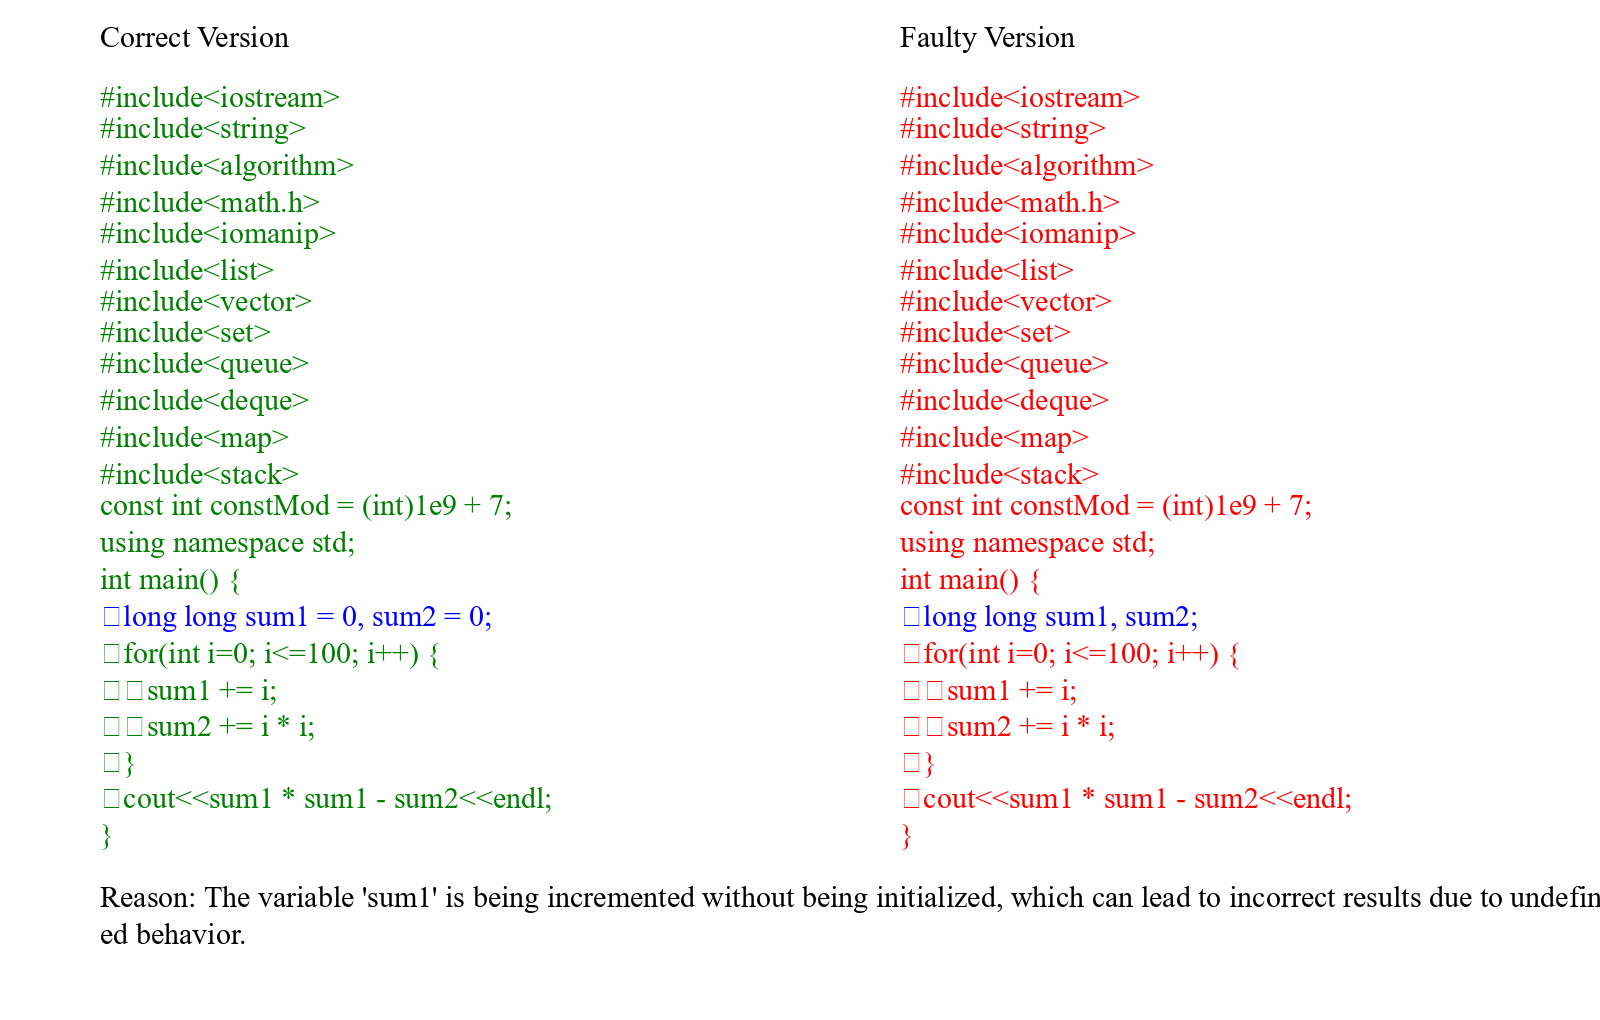 Correct Version
#include<iostream>
#include<string>
#include<algorithm>
#include<math.h>
#include<iomanip>
#include<list>
#include<vector>
#include<set>
#include<queue>
#include<deque>
#include<map>
#include<stack>
const int constMod = (int)1e9 + 7;
using namespace std;
int main() {
□long long sum1 = 0, sum2 = 0;
□for(int i=0; i<=100; i++) {
□□sum1 += i;
□□sum2 += i * i;
□}
□cout<<sum1 * sum1 - sum2<<endl;
}
Faulty Version
#include<iostream>
#include<string>
#include<algorithm>
#include<math.h>
#include<iomanip>
#include<list>
#include<vector>
#include<set>
#include<queue>
#include<deque>
#include<map>
#include<stack>
const int constMod = (int)1e9 + 7;
using namespace std;
int main() {
□long long sum1, sum2;
□for(int i=0; i<=100; i++) {
□□sum1 += i;
□□sum2 += i * i;
□}
□cout<<sum1 * sum1 - sum2<<endl;
}
Reason: The variable 'sum1' is being incremented without being initialized, which can lead to incorrect results due to undefin
ed behavior.